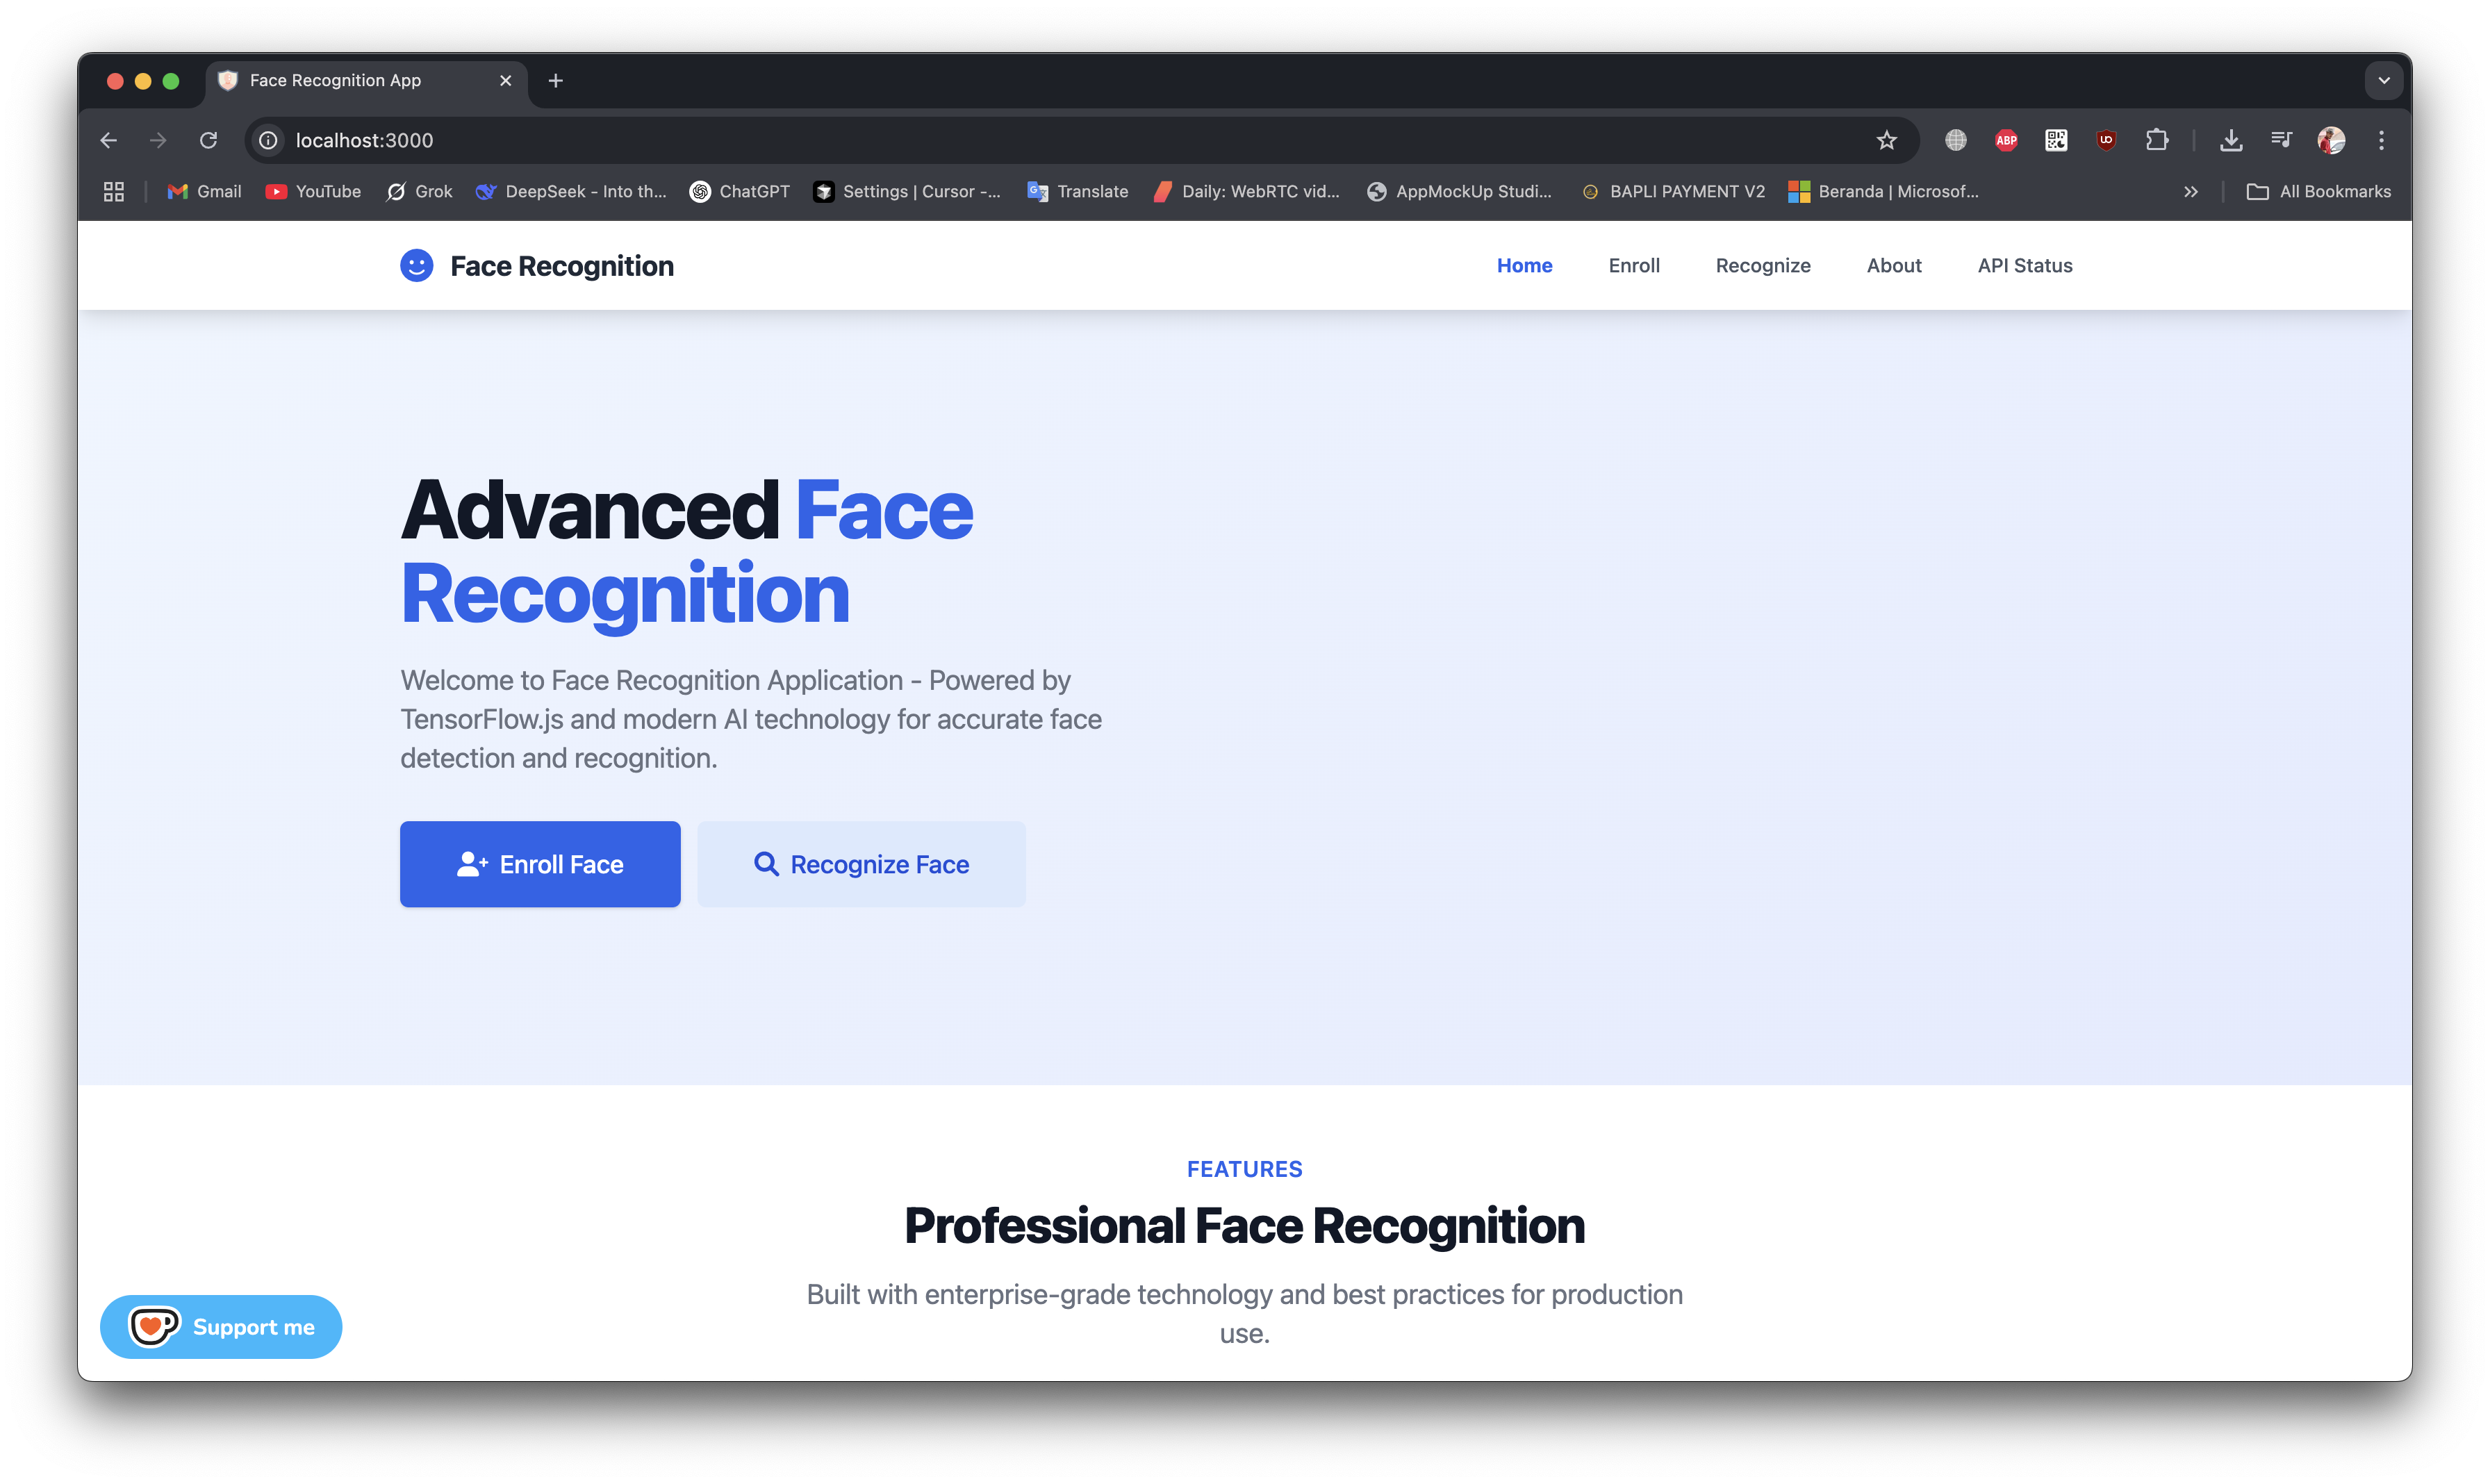 Face Recognition App
localhost:3000
Gmail YouTube Grok DeepSeek - Into th... ChatGPT Settings | Cursor -... Translate Daily: WebRTC vid... AppMockUp Studi... BAPLI PAYMENT V2 Beranda | Microsof... All Bookmarks
Face Recognition Home Enroll Recognize About API Status
Advanced Face
Recognition
Welcome to Face Recognition Application - Powered by
TensorFlow.js and modern AI technology for accurate face
detection and recognition.
Enroll Face Recognize Face
FEATURES
Professional Face Recognition
Built with enterprise-grade technology and best practices for production
use.
Support me